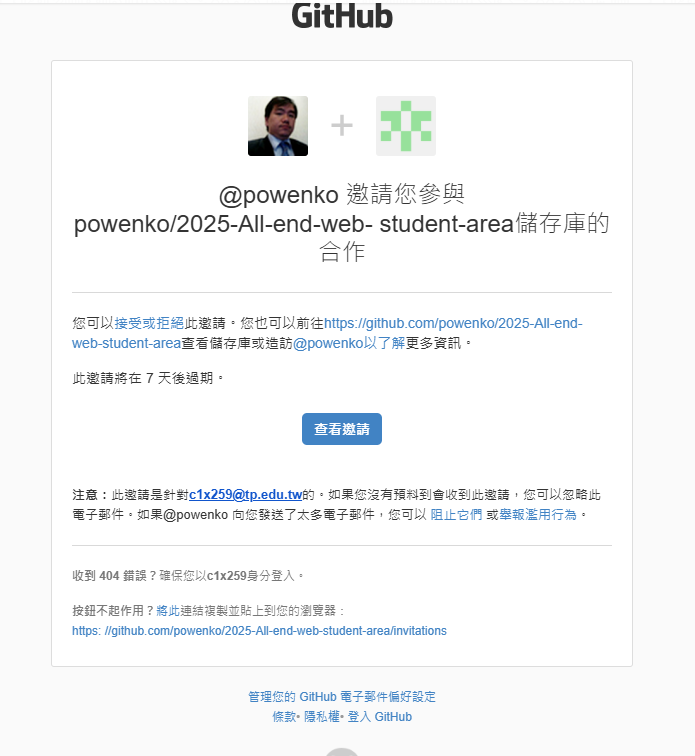 GitHub
@powenko 邀請您參與
powenko/2025-All-end-web- student-area儲存庫的
合作
您可以接受或拒絕此邀請。您也可以前往https://github.com/powenko/2025-All-end-
web-student-area查看儲存庫或造訪@powenko以了解更多資訊。
此邀請將在 7 天後過期。
查看邀請
注意：此邀請是針對c1x259@tp.edu.tw的。如果您沒有預料到會收到此邀請，您可以忽略此
電子郵件。如果@powenko 向您發送了太多電子郵件，您可以 阻止它們 或舉報濫用行為。
收到 404 錯誤？確保您以c1x259身分登入。
按鈕不起作用？將此連結複製並貼上到您的瀏覽器：
https: //github.com/powenko/2025-All-end-web-student-area/invitations
管理您的 GitHub 電子郵件偏好設定
條款• 隱私權• 登入 GitHub